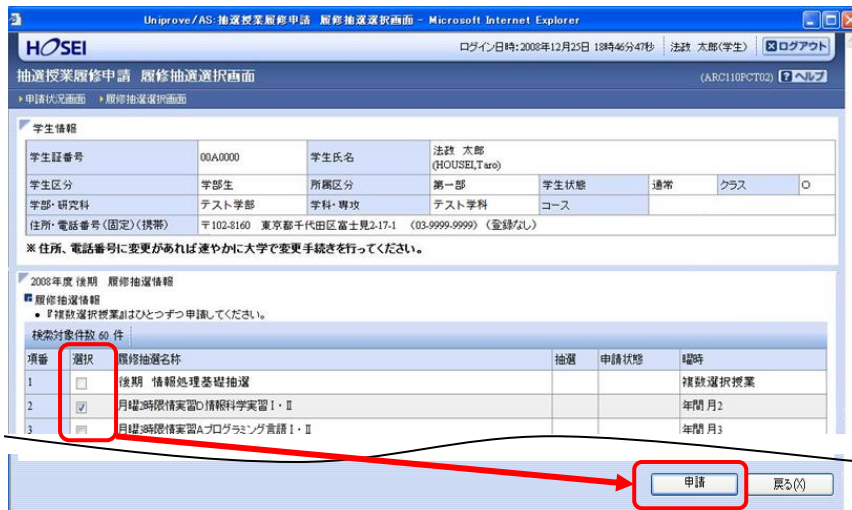 Uniprove/AS:抽選授業履修申請 履修抽選選択画面 - Microsoft Internet Explorer
HOSEI ログイン日時:2008年12月25日 18時46分47秒 法政 太郎(学生) ログアウト
抽選授業履修申請 履修抽選選択画面 (ARC110PCT02) ?ヘルプ
申請状況画面 履修抽選選択画面
学生情報
学生証番号 00A0000 学生氏名 法政 太郎
(HOUSEI,Taro)
学生区分 学部生 所属区分 第一部 学生状態 通常 クラス O
学部・研究科 テスト学部 学科・専攻 テスト学科 コース
住所・電話番号(固定)(携帯) 〒102-8160 東京都千代田区富士見2-17-1 (03-9999-9999) (登録なし)
※住所、電話番号に変更があれば速やかに大学で変更手続きを行ってください。
2008年度 後期 履修抽選情報
履修抽選情報
• 『複数選択授業』はひとつずつ申請してください。
検索対象件数 60 件
項番 選択 履修抽選名称 抽選 申請状態 曜時
1 後期 情報処理基礎抽選 複数選択授業
2 月曜2時限情実習D情報科学実習Ⅰ・Ⅱ 年間 月2
3 月曜3時限情実習Aプログラミング言語Ⅰ・Ⅱ 年間 月3
申請 戻る(X)